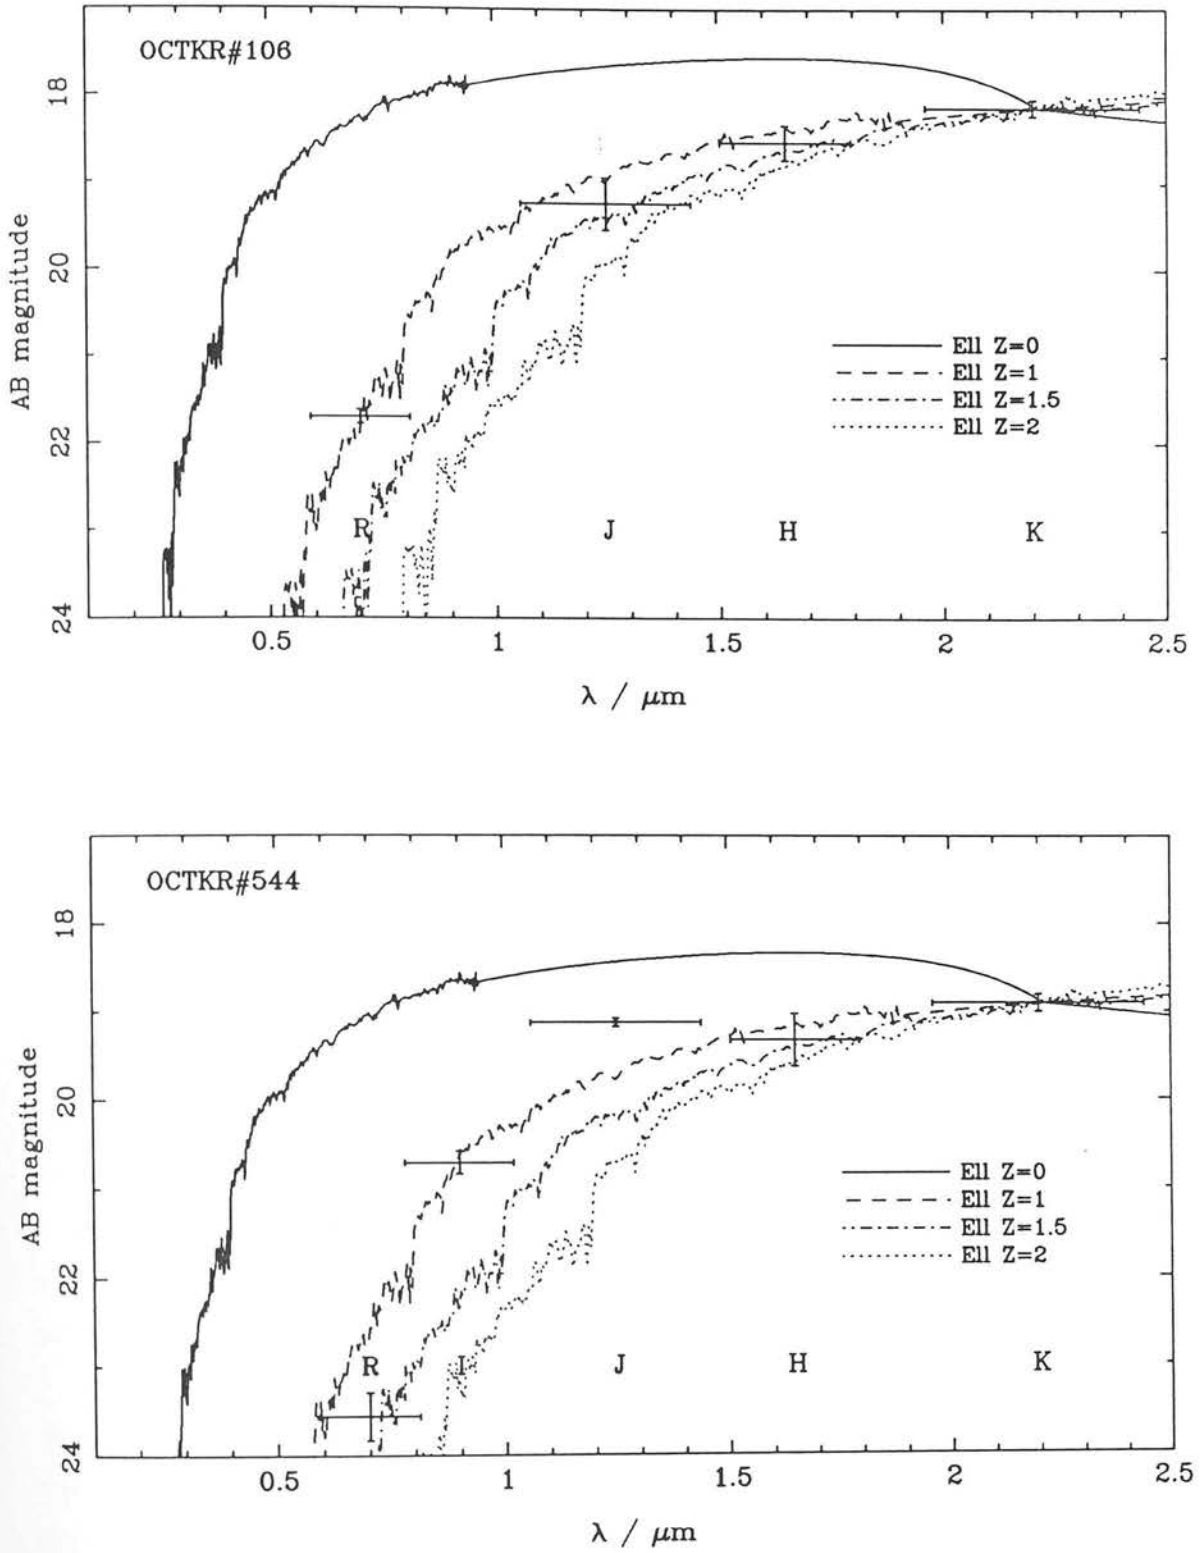 OCTKR#106
18
20
22
24
AB magnitude
Ell Z=0
Ell Z=1
Ell Z=1.5
Ell Z=2
R J H K
0.5 1 1.5 2 2.5
λ / μm
OCTKR#544
18
20
22
24
AB magnitude
Ell Z=0
Ell Z=1
Ell Z=1.5
Ell Z=2
R I J H K
0.5 1 1.5 2 2.5
λ / μm